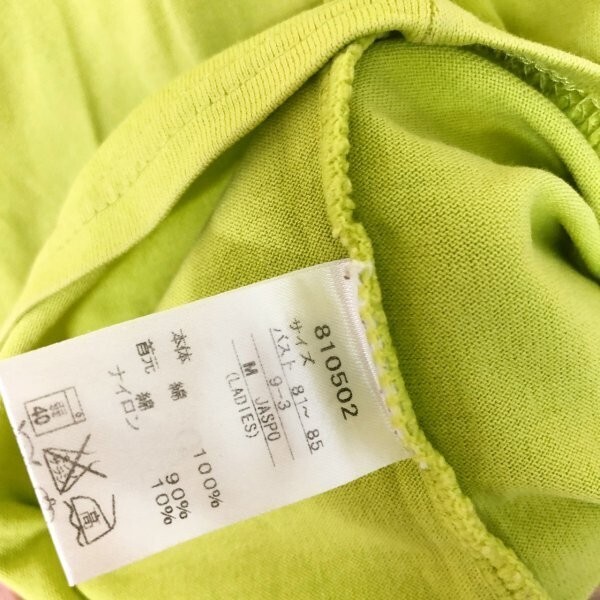 810502
サイズ
バスト 81～85
9-3
M JASPO
(LADIES)
本体 綿 100%
首元 綿 90%
ナイロン 10%
40
高